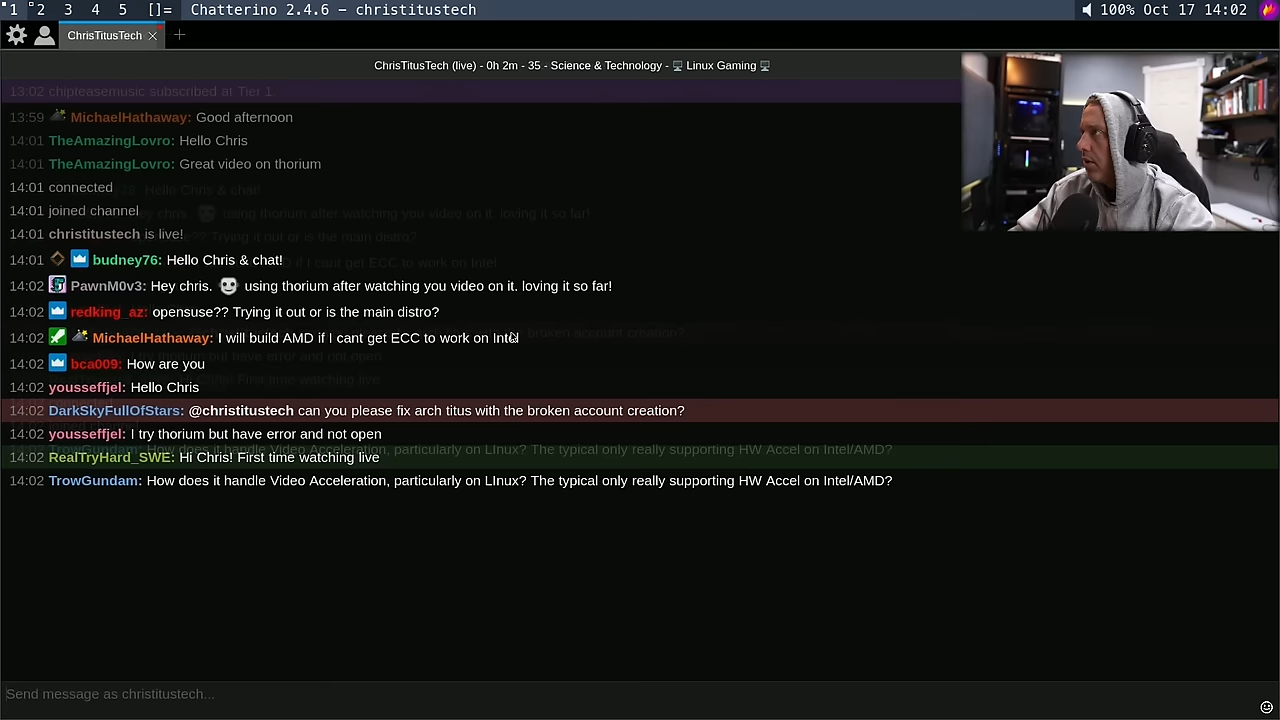 1 2 3 4 5 []= Chatterino 2.4.6 - christitustech 100% Oct 17 14:02
ChrisTitusTech
ChrisTitusTech (live) - 0h 2m - 35 - Science & Technology - 🖥️ Linux Gaming 🖥️
13:02 chipteasemusic subscribed at Tier 1.
13:59 MichaelHathaway: Good afternoon
14:01 TheAmazingLovro: Hello Chris
14:01 TheAmazingLovro: Great video on thorium
14:01 connected
14:01 joined channel
14:01 christitustech is live!
14:01 budney76: Hello Chris & chat!
14:02 PawnM0v3: Hey chris. using thorium after watching you video on it. loving it so far!
14:02 redking_az: opensuse?? Trying it out or is the main distro?
14:02 MichaelHathaway: I will build AMD if I cant get ECC to work on Intel
14:02 bca009: How are you
14:02 yousseffjel: Hello Chris
14:02 DarkSkyFullOfStars: @christitustech can you please fix arch titus with the broken account creation?
14:02 yousseffjel: I try thorium but have error and not open
14:02 RealTryHard_SWE: Hi Chris! First time watching live
14:02 TrowGundam: How does it handle Video Acceleration, particularly on LInux? The typical only really supporting HW Accel on Intel/AMD?
Send message as christitustech...